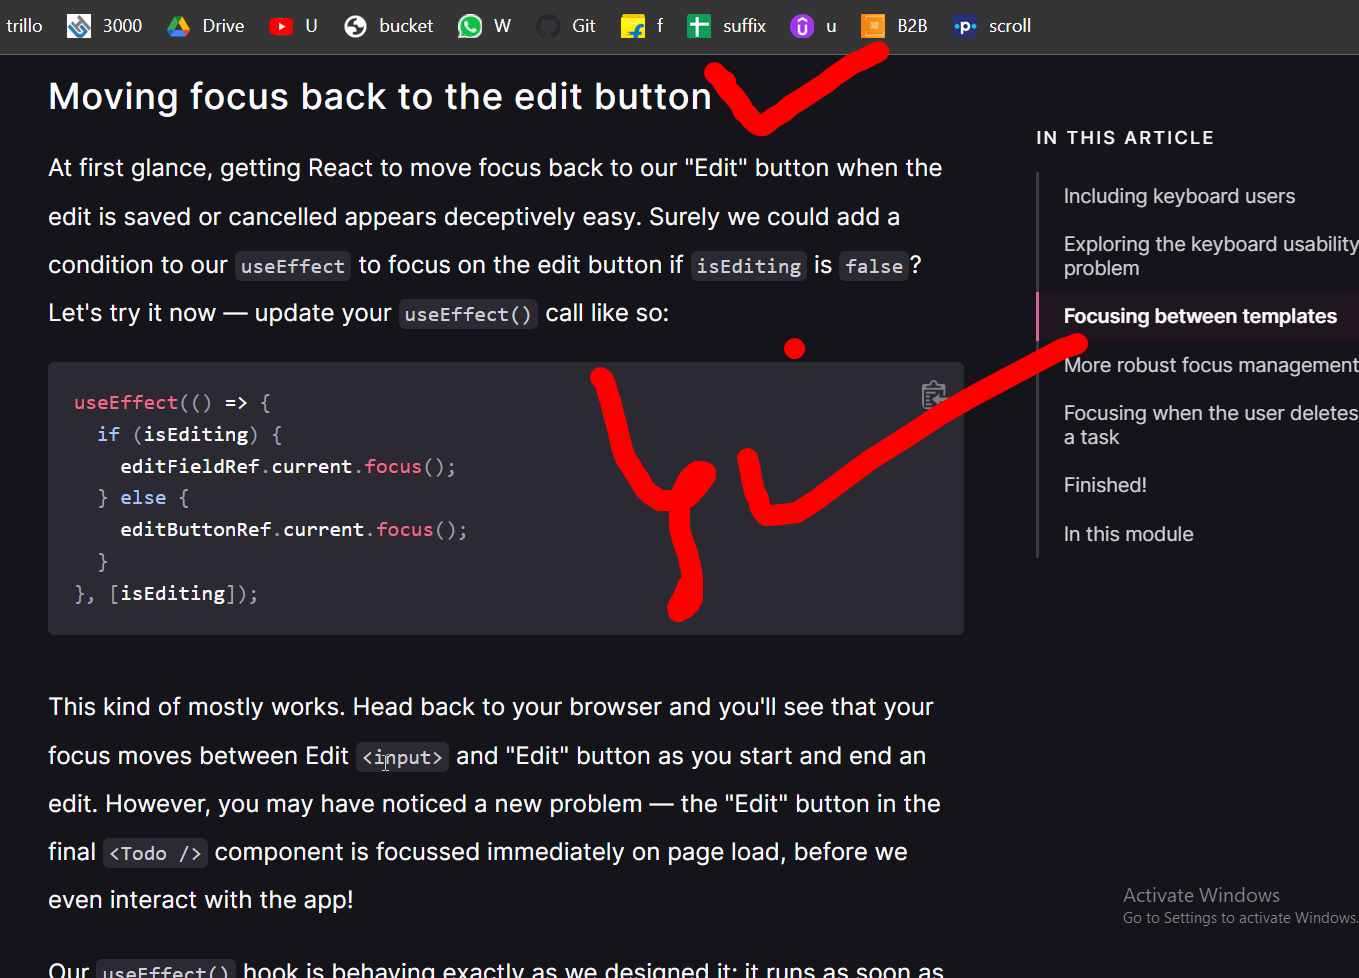 trillo 3000 Drive U bucket W Git f suffix u B2B scroll
Moving focus back to the edit button
At first glance, getting React to move focus back to our "Edit" button when the
edit is saved or cancelled appears deceptively easy. Surely we could add a
condition to our useEffect to focus on the edit button if isEditing is false?
Let's try it now — update your useEffect() call like so:
useEffect(() => {
  if (isEditing) {
    editFieldRef.current.focus();
  } else {
    editButtonRef.current.focus();
  }
}, [isEditing]);
This kind of mostly works. Head back to your browser and you'll see that your
focus moves between Edit <input> and "Edit" button as you start and end an
edit. However, you may have noticed a new problem — the "Edit" button in the
final <Todo /> component is focussed immediately on page load, before we
even interact with the app!
Our useEffect() hook is behaving exactly as we designed it: it runs as soon as
IN THIS ARTICLE
Including keyboard users
Exploring the keyboard usability
problem
Focusing between templates
More robust focus management
Focusing when the user deletes
a task
Finished!
In this module
Activate Windows
Go to Settings to activate Windows.